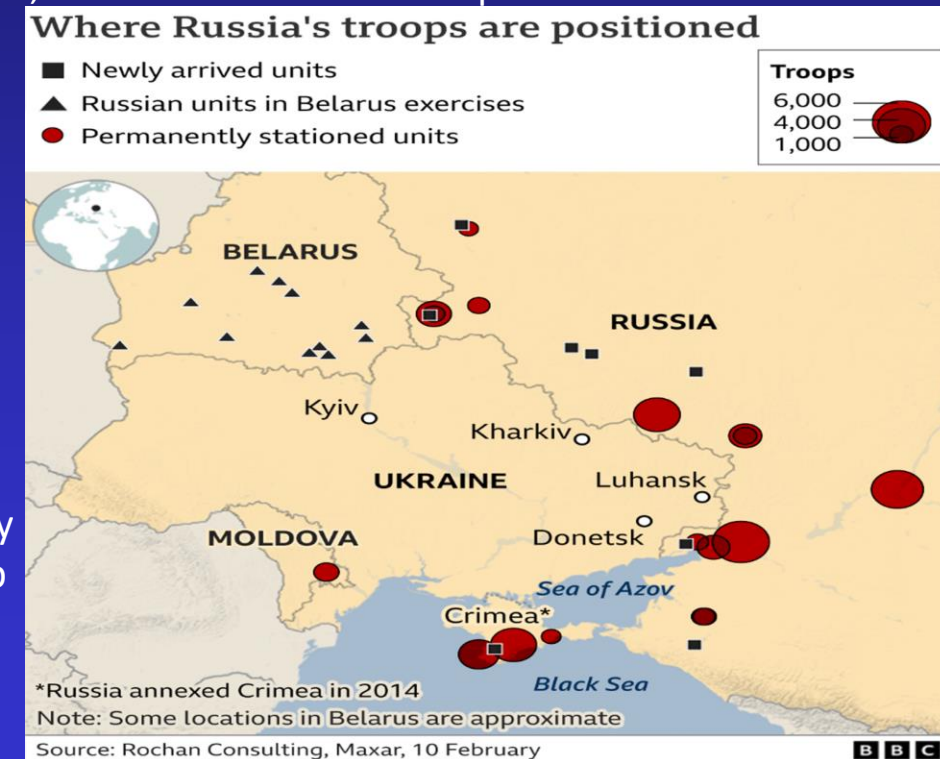 Where Russia's troops are positioned
Newly arrived units
Russian units in Belarus exercises
Permanently stationed units
Troops
6,000
4,000
1,000
BELARUS
RUSSIA
Kyiv
Kharkiv
UKRAINE
Luhansk
MOLDOVA
Donetsk
Sea of Azov
Crimea*
Black Sea
*Russia annexed Crimea in 2014
Note: Some locations in Belarus are approximate
Source: Rochan Consulting, Maxar, 10 February
BBC